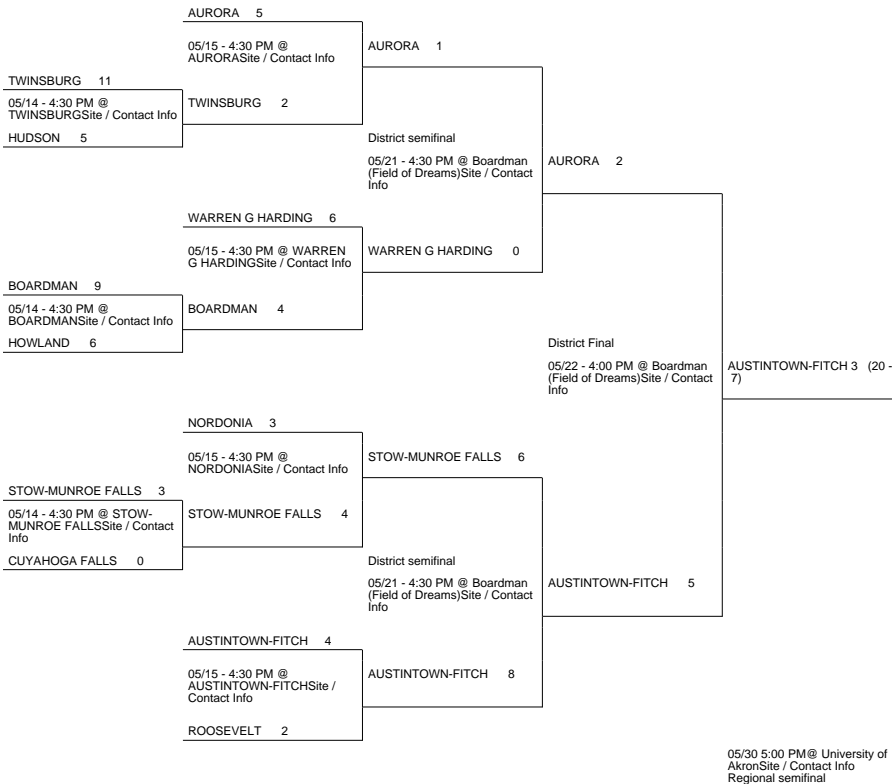 AURORA 5
05/15 - 4:30 PM @
AURORASite / Contact Info
AURORA 1
TWINSBURG 11
05/14 - 4:30 PM @
TWINSBURGSite / Contact Info
TWINSBURG 2
HUDSON 5
District semifinal
05/21 - 4:30 PM @ Boardman
(Field of Dreams)Site / Contact
Info
AURORA 2
WARREN G HARDING 6
05/15 - 4:30 PM @ WARREN
G HARDINGSite / Contact Info
WARREN G HARDING 0
BOARDMAN 9
05/14 - 4:30 PM @
BOARDMANSite / Contact Info
BOARDMAN 4
HOWLAND 6
District Final
05/22 - 4:00 PM @ Boardman
(Field of Dreams)Site / Contact
Info
AUSTINTOWN-FITCH 3 (20 -
7)
NORDONIA 3
05/15 - 4:30 PM @
NORDONIASite / Contact Info
STOW-MUNROE FALLS 6
STOW-MUNROE FALLS 3
05/14 - 4:30 PM @ STOW-
MUNROE FALLSSite / Contact
Info
STOW-MUNROE FALLS 4
CUYAHOGA FALLS 0
District semifinal
05/21 - 4:30 PM @ Boardman
(Field of Dreams)Site / Contact
Info
AUSTINTOWN-FITCH 5
AUSTINTOWN-FITCH 4
05/15 - 4:30 PM @
AUSTINTOWN-FITCHSite /
Contact Info
AUSTINTOWN-FITCH 8
ROOSEVELT 2
05/30 5:00 PM@ University of
AkronSite / Contact Info
Regional semifinal